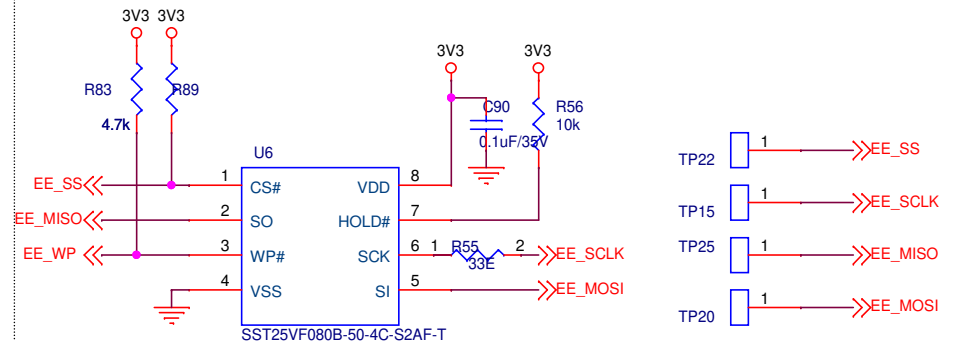 3V3 3V3
3V3 3V3
R83 R89
4.7k
C90
0.1uF/35V
R56
10k
U6
EE_SS 1 CS#
EE_MISO 2 SO
EE_WP 3 WP#
4 VSS
VDD 8
HOLD# 7
SCK 6 1 R55 2 EE_SCLK
33E
SI 5 EE_MOSI
SST25VF080B-50-4C-S2AF-T
TP22 1 EE_SS
TP15 1 EE_SCLK
TP25 1 EE_MISO
TP20 1 EE_MOSI